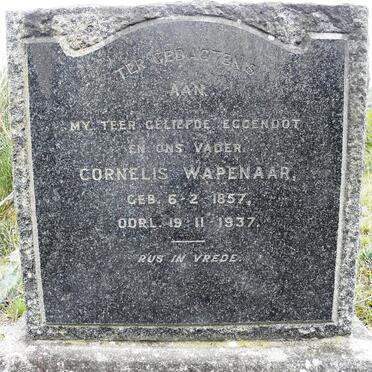 TER GEDAGTENIS
AAN
MY TEER GELIEFDE EGGENOOT
EN ONS VADER
CORNELIS WAPENAAR,
GEB. 6-2-1857,
OORL. 19-11-1937.
RUS IN VREDE.